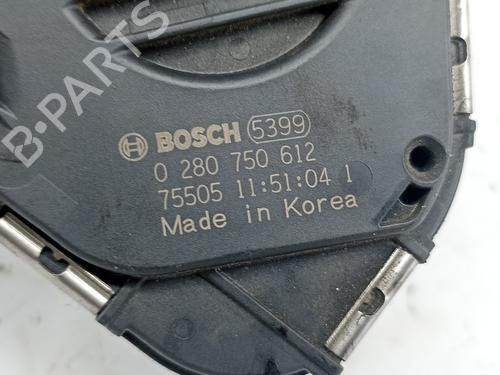 BOSCH 5399
0 280 750 612
75505 11:51:04 1
Made in Korea
B-PARTS